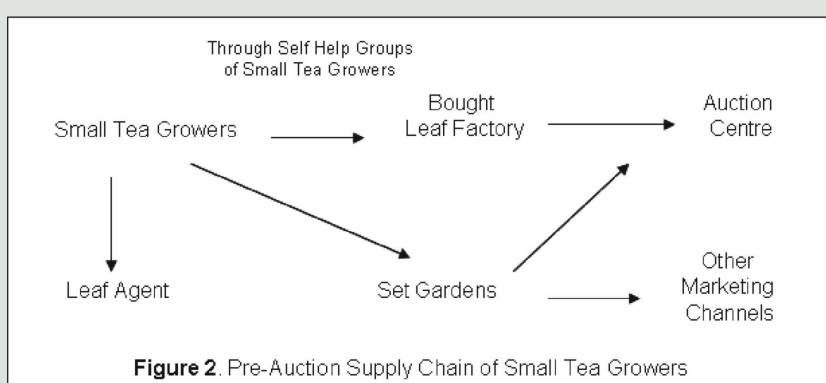 Through Self Help Groups
of Small Tea Growers
Small Tea Growers
Bought
Leaf Factory
Auction
Centre
Leaf Agent
Set Gardens
Other
Marketing
Channels
Figure 2. Pre-Auction Supply Chain of Small Tea Growers